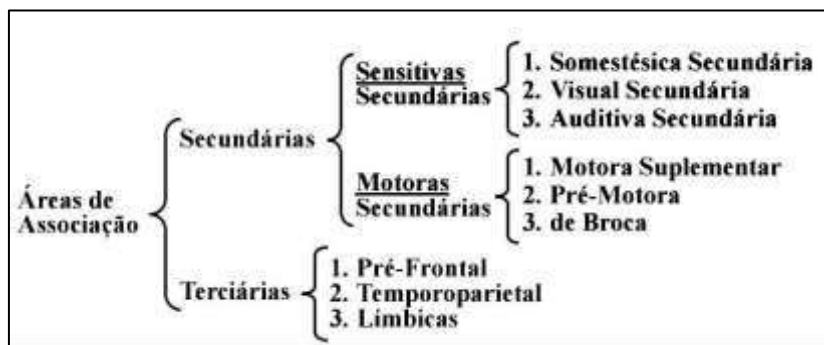 Áreas de
Associação
Secundárias
Sensitivas
Secundárias
1. Somestésica Secundária
2. Visual Secundária
3. Auditiva Secundária
Motoras
Secundárias
1. Motora Suplementar
2. Pré-Motora
3. de Broca
Terciárias
1. Pré-Frontal
2. Temporoparietal
3. Límbicas